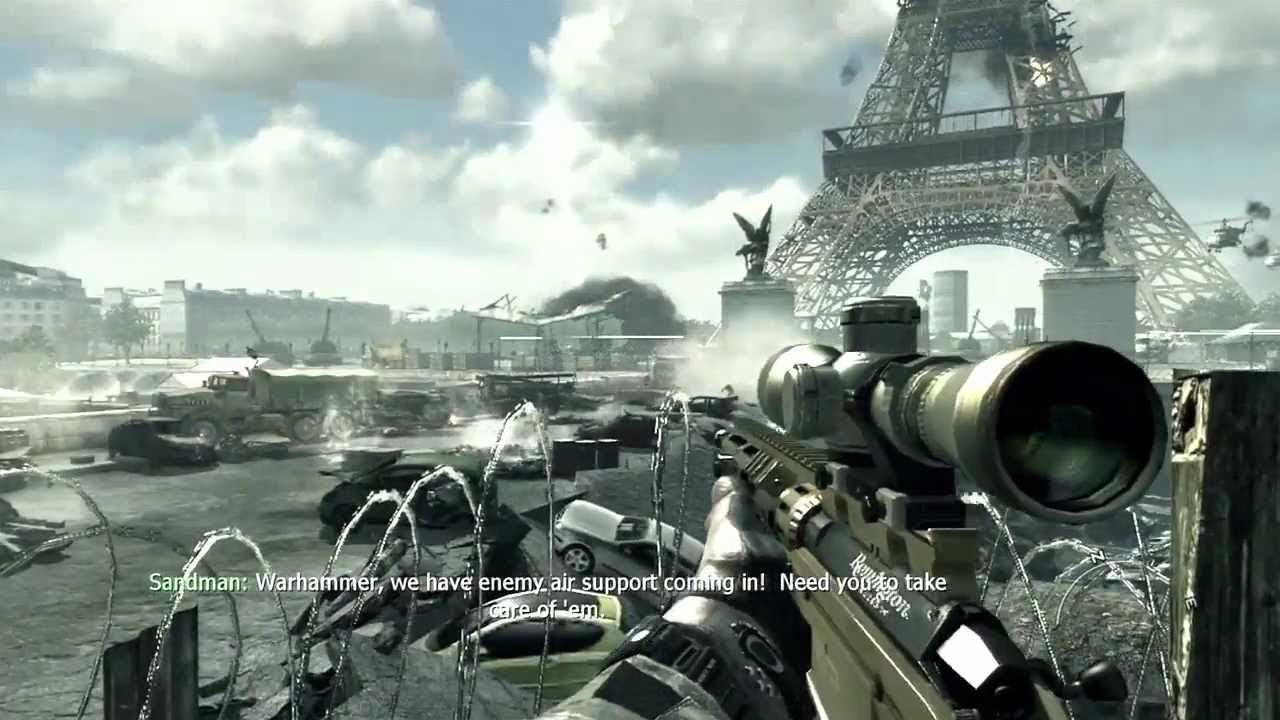 Sandman: Warhammer, we have enemy air support coming in! Need you to take
care of 'em.
Remington